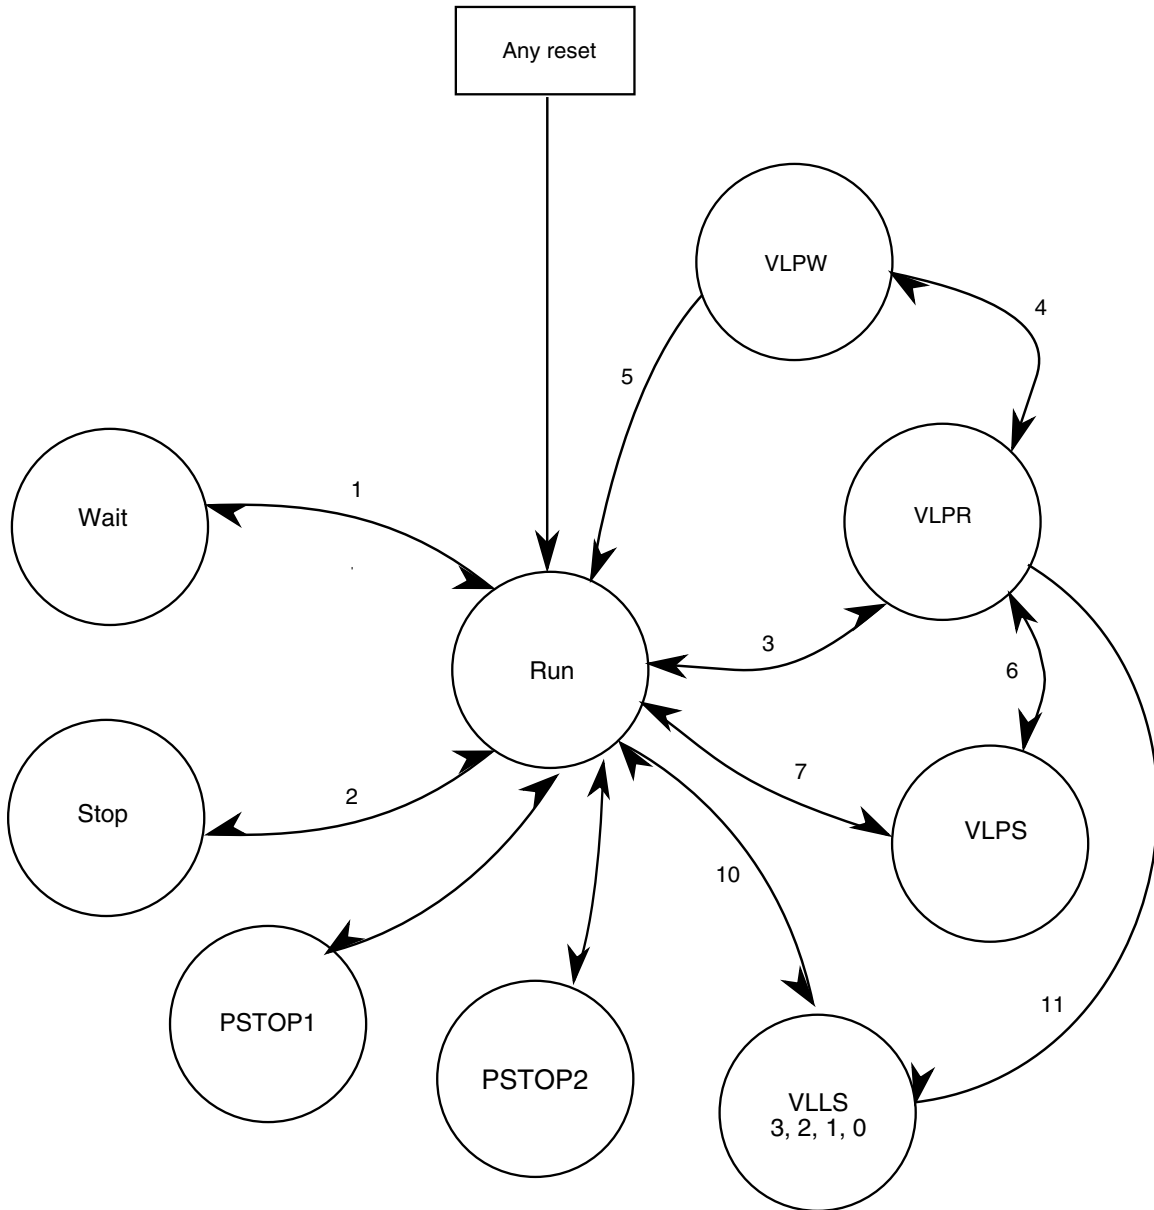 Any reset
VLPW
4
5
Wait
1
VLPR
Run
3
6
Stop
2
7
VLPS
10
PSTOP1
PSTOP2
11
VLLS
3, 2, 1, 0